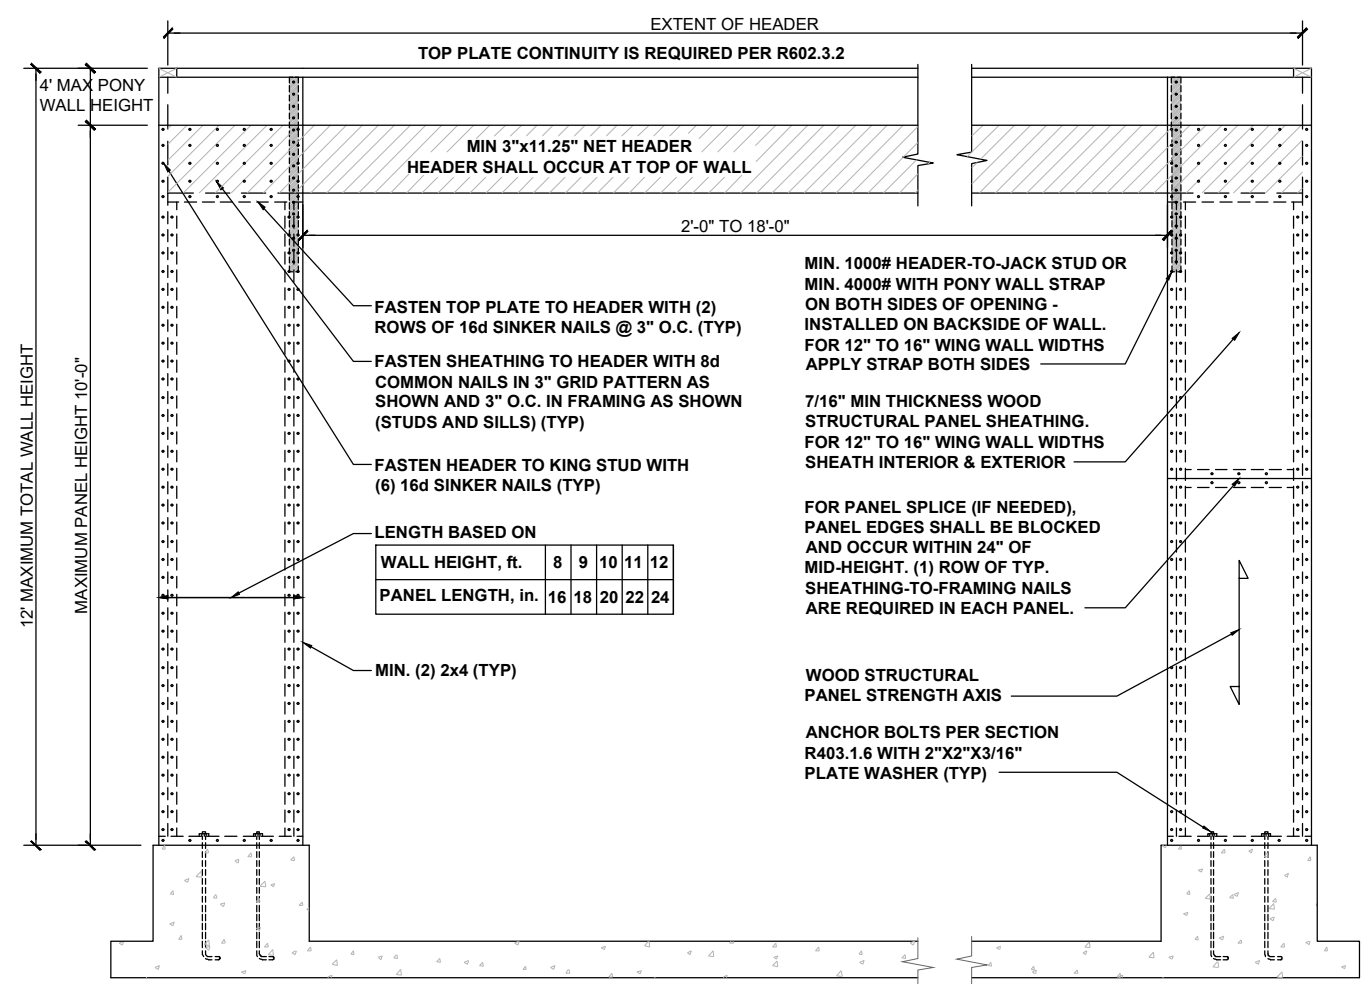 EXTENT OF HEADER
TOP PLATE CONTINUITY IS REQUIRED PER R602.3.2
4' MAX PONY
WALL HEIGHT
MIN 3"x11.25" NET HEADER
HEADER SHALL OCCUR AT TOP OF WALL
2'-0" TO 18'-0"
12' MAXIMUM TOTAL WALL HEIGHT
MAXIMUM PANEL HEIGHT 10'-0"
FASTEN TOP PLATE TO HEADER WITH (2)
ROWS OF 16d SINKER NAILS @ 3" O.C. (TYP)
FASTEN SHEATHING TO HEADER WITH 8d
COMMON NAILS IN 3" GRID PATTERN AS
SHOWN AND 3" O.C. IN FRAMING AS SHOWN
(STUDS AND SILLS) (TYP)
FASTEN HEADER TO KING STUD WITH
(6) 16d SINKER NAILS (TYP)
LENGTH BASED ON
WALL HEIGHT, ft. 8 9 10 11 12
PANEL LENGTH, in. 16 18 20 22 24
MIN. (2) 2x4 (TYP)
MIN. 1000# HEADER-TO-JACK STUD OR
MIN. 4000# WITH PONY WALL STRAP
ON BOTH SIDES OF OPENING -
INSTALLED ON BACKSIDE OF WALL.
FOR 12" TO 16" WING WALL WIDTHS
APPLY STRAP BOTH SIDES
7/16" MIN THICKNESS WOOD
STRUCTURAL PANEL SHEATHING.
FOR 12" TO 16" WING WALL WIDTHS
SHEATH INTERIOR & EXTERIOR
FOR PANEL SPLICE (IF NEEDED),
PANEL EDGES SHALL BE BLOCKED
AND OCCUR WITHIN 24" OF
MID-HEIGHT. (1) ROW OF TYP.
SHEATHING-TO-FRAMING NAILS
ARE REQUIRED IN EACH PANEL.
WOOD STRUCTURAL
PANEL STRENGTH AXIS
ANCHOR BOLTS PER SECTION
R403.1.6 WITH 2"X2"X3/16"
PLATE WASHER (TYP)